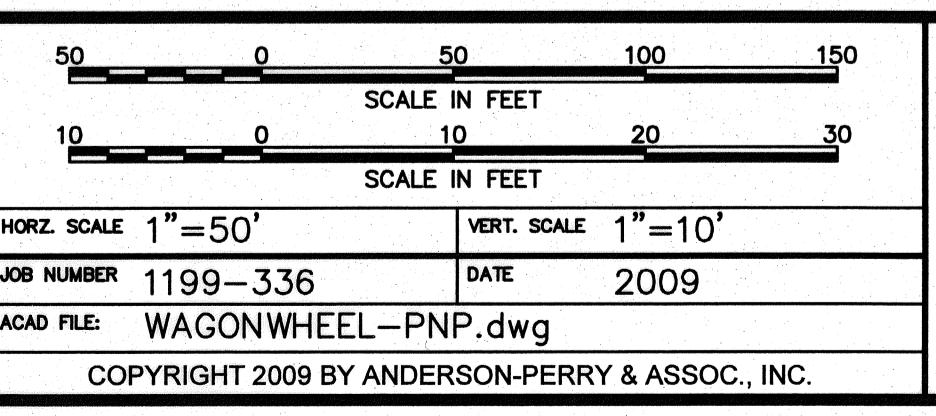 50 0 50 100 150
SCALE IN FEET
10 0 10 20 30
SCALE IN FEET
HORZ. SCALE 1"=50' VERT. SCALE 1"=10'
JOB NUMBER 1199-336 DATE 2009
ACAD FILE: WAGONWHEEL-PNP.dwg
COPYRIGHT 2009 BY ANDERSON-PERRY & ASSOC., INC.